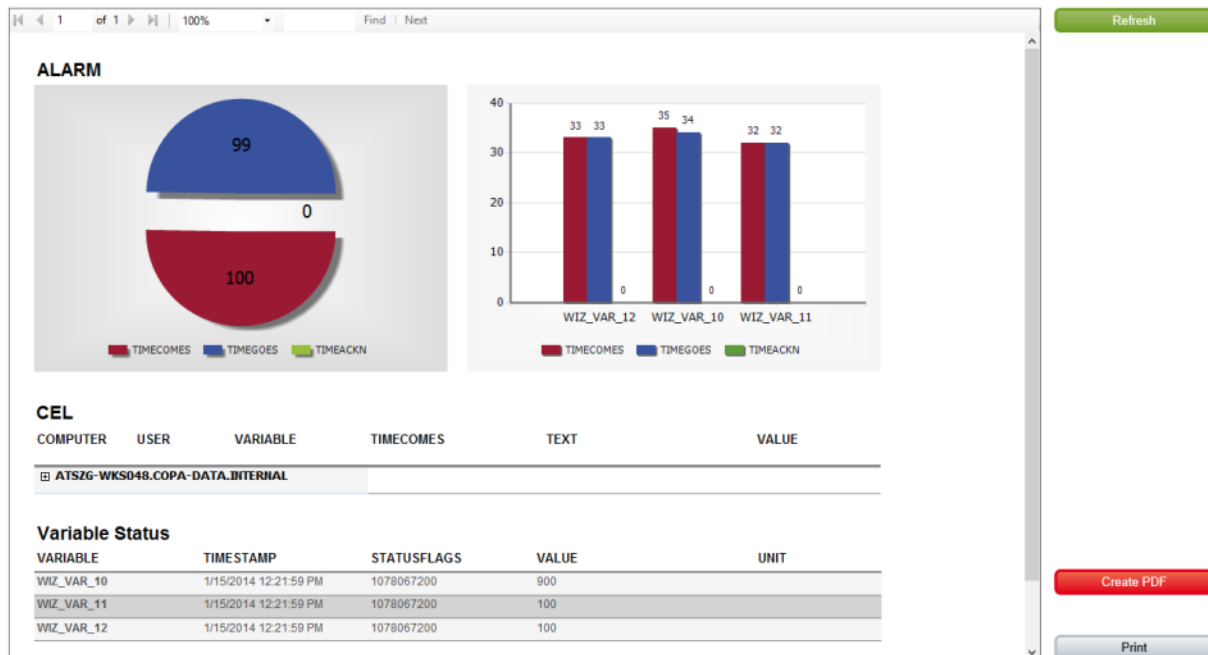 1 of 1 100% Find | Next
Refresh
ALARM
99
0
100
TIMECOMES TIMEGOES TIMEACKN
40
30
20
10
0
33 33 0
35 34 0
32 32 0
WIZ_VAR_12 WIZ_VAR_10 WIZ_VAR_11
TIMECOMES TIMEGOES TIMEACKN
CEL
COMPUTER USER VARIABLE TIMECOMES TEXT VALUE
ATSZG-WKS048.COPA-DATA.INTERNAL
Variable Status
VARIABLE TIMESTAMP STATUSFLAGS VALUE UNIT
WIZ_VAR_10 1/15/2014 12:21:59 PM 1078067200 900
WIZ_VAR_11 1/15/2014 12:21:59 PM 1078067200 100
WIZ_VAR_12 1/15/2014 12:21:59 PM 1078067200 100
Create PDF
Print